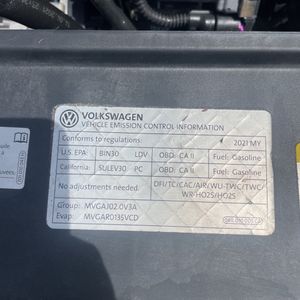 VOLKSWAGEN
VEHICLE EMISSION CONTROL INFORMATION
Conforms to regulations: 2021 MY
U.S. EPA: BIN30 LDV OBD: CA II Fuel: Gasoline
California: SULEV30 PC OBD: CA II Fuel: Gasoline
No adjustments needed. DFI/TC/CAC/AIR/WU-TWC/TWC/
WR-HO2S/HO2S
Group: MVGAJ02.0V3A
Evap: MVGAR0135VCD